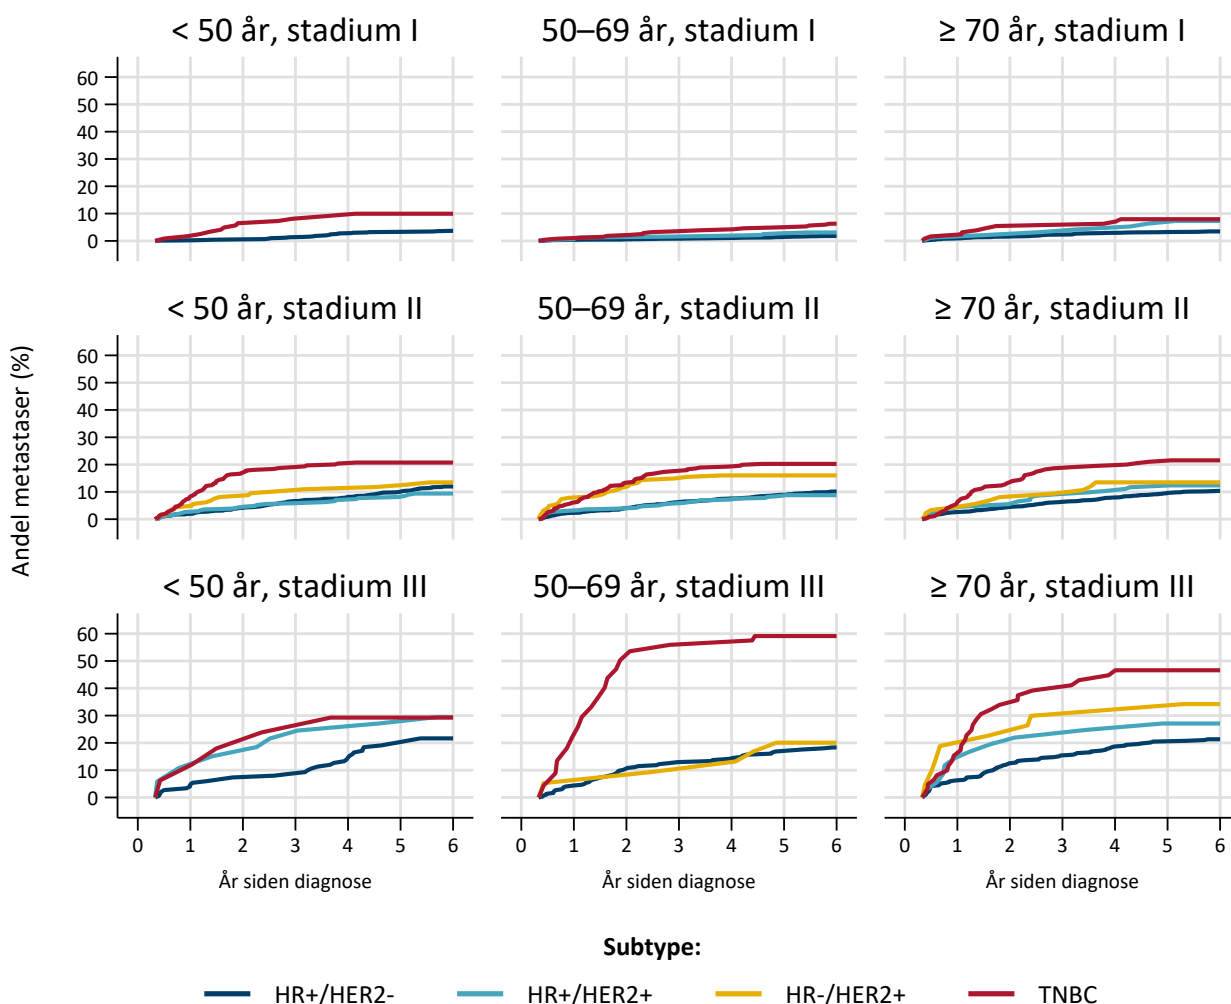 < 50 år, stadium I
50–69 år, stadium I
≥ 70 år, stadium I
60
50
40
30
20
10
0
< 50 år, stadium II
50–69 år, stadium II
≥ 70 år, stadium II
60
50
40
30
20
10
0
Andel metastaser (%)
< 50 år, stadium III
50–69 år, stadium III
≥ 70 år, stadium III
60
50
40
30
20
10
0
0 1 2 3 4 5 6
0 1 2 3 4 5 6
0 1 2 3 4 5 6
År siden diagnose
År siden diagnose
År siden diagnose
Subtype:
HR+/HER2- HR+/HER2+ HR-/HER2+ TNBC